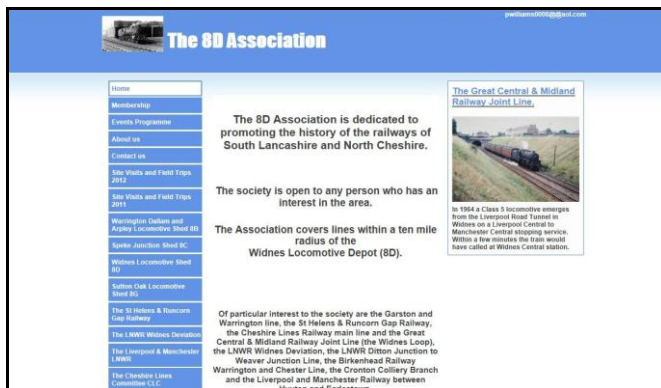 pwilliams0006@@aol.com
The 8D Association
Home
Membership
Events Programme
About us
Contact us
Site Visits and Field Trips
2012
Site Visits and Field Trips
2011
Warrington Dallam and
Arpley Locomotive Shed 8B
Speke Junction Shed 8C
Widnes Locomotive Shed
8D
Sutton Oak Locomotive
Shed 8G
The St Helens & Runcorn
Gap Railway
The LNWR Widnes Deviation
The Liverpool & Manchester
LNWR
The Cheshire Lines
Committee CLC
The 8D Association is dedicated to
promoting the history of the railways of
South Lancashire and North Cheshire.
The society is open to any person who has an
interest in the area.
The Association covers lines within a ten mile
radius of the
Widnes Locomotive Depot (8D).
Of particular interest to the society are the Garston and
Warrington line, the St Helens & Runcorn Gap Railway,
the Cheshire Lines Railway main line and the Great
Central & Midland Railway Joint Line (the Widnes Loop),
the LNWR Widnes Deviation, the LNWR Ditton Junction to
Weaver Junction Line, the Birkenhead Railway
Warrington and Chester Line, the Cronton Colliery Branch
and the Liverpool and Manchester Railway between
The Great Central & Midland
Railway Joint Line.
In 1964 a Class 5 locomotive emerges
from the Liverpool Road Tunnel in
Widnes on a Liverpool Central to
Manchester Central stopping service.
Within a few minutes the train would
have called at Widnes Central station.